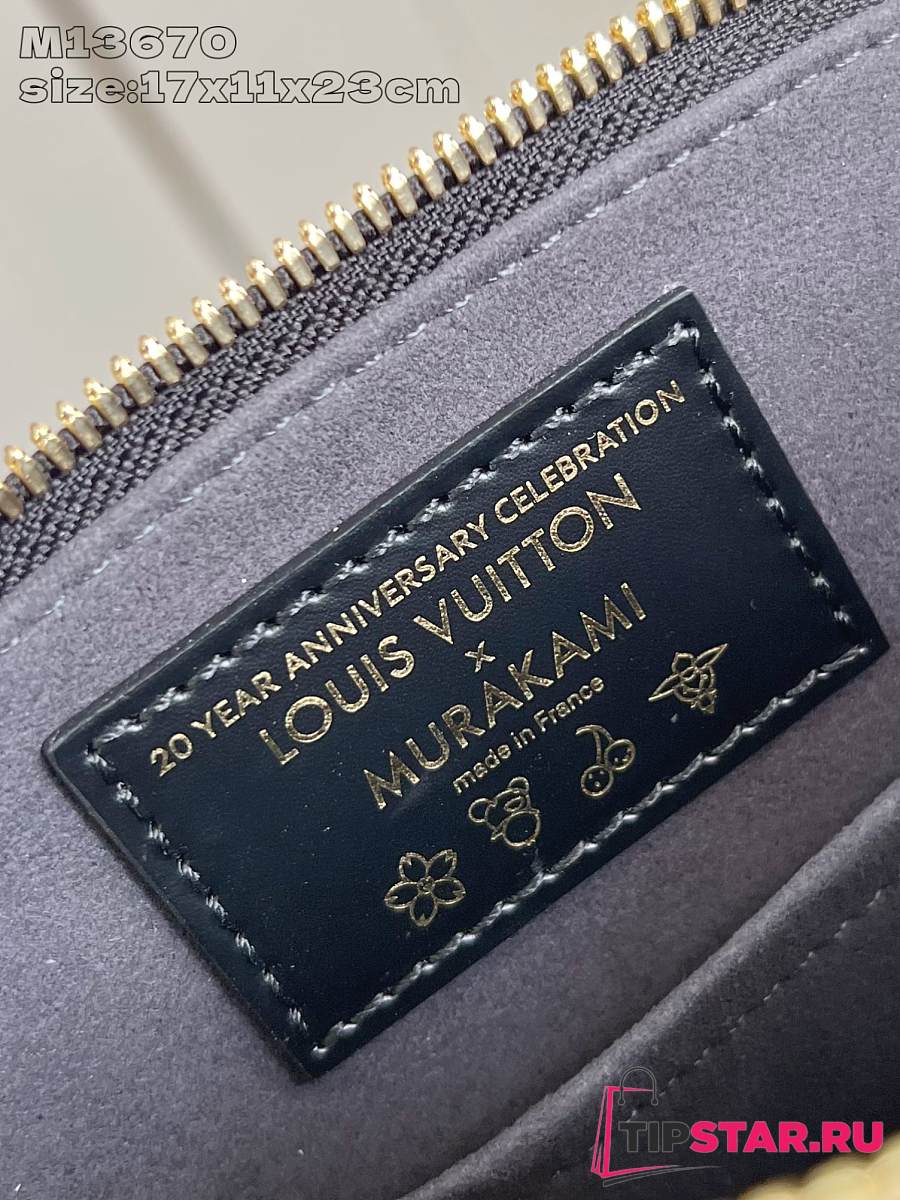 M13670
size:17x11x23cm
20 YEAR ANNIVERSARY CELEBRATION
LOUIS VUITTON
x
MURAKAMI
made in France
TIPSTAR.RU